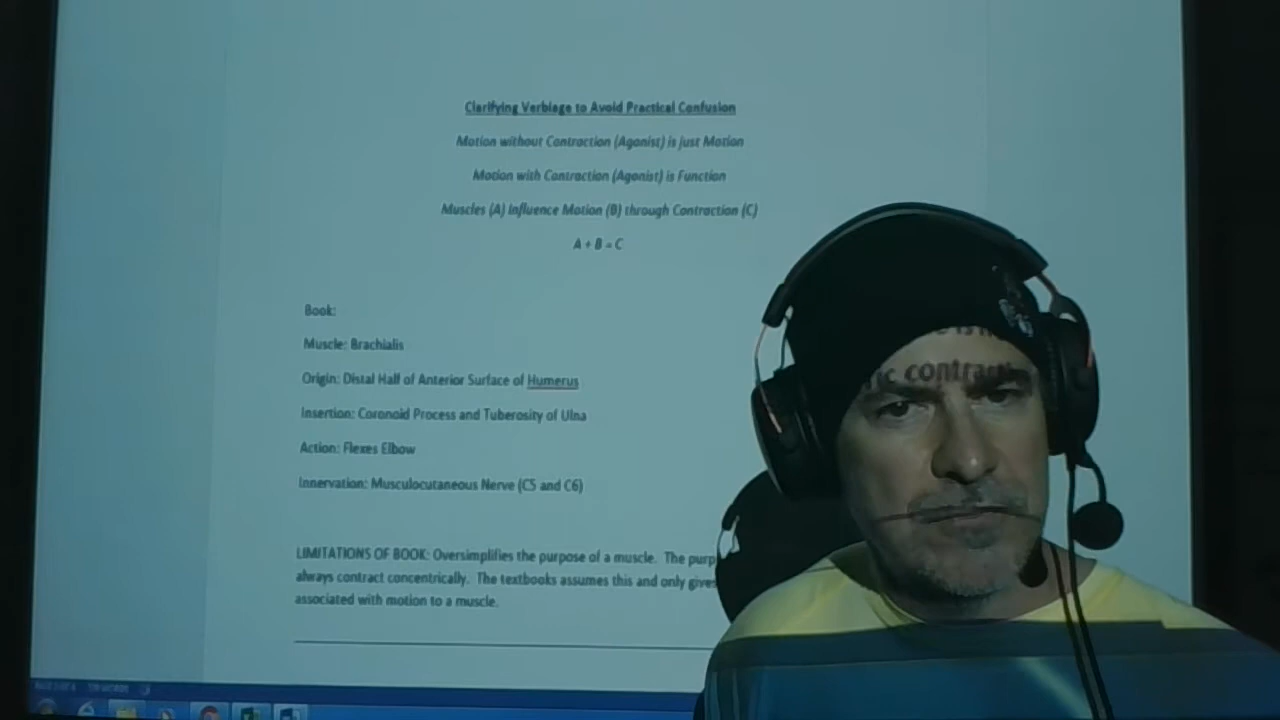 Clarifying Verbiage to Avoid Practical Confusion
Motion without Contraction (Agonist) is just Motion
Motion with Contraction (Agonist) is Function
Muscles (A) Influence Motion (B) through Contraction (C)
A + B = C
Book:
Muscle: Brachialis
Origin: Distal Half of Anterior Surface of Humerus
Insertion: Coronoid Process and Tuberosity of Ulna
Action: Flexes Elbow
Innervation: Musculocutaneous Nerve (C5 and C6)
LIMITATIONS OF BOOK: Oversimplifies the purpose of a muscle. The purp
always contract concentrically. The textbooks assumes this and only gives
associated with motion to a muscle.